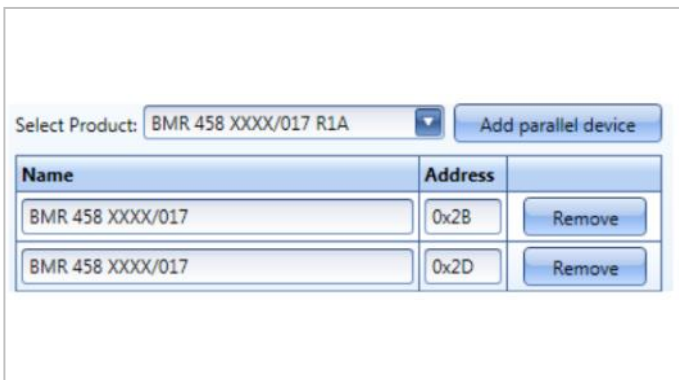 Select Product: BMR 458 XXXX/017 R1A Add parallel device
Name Address
BMR 458 XXXX/017 0x2B Remove
BMR 458 XXXX/017 0x2D Remove